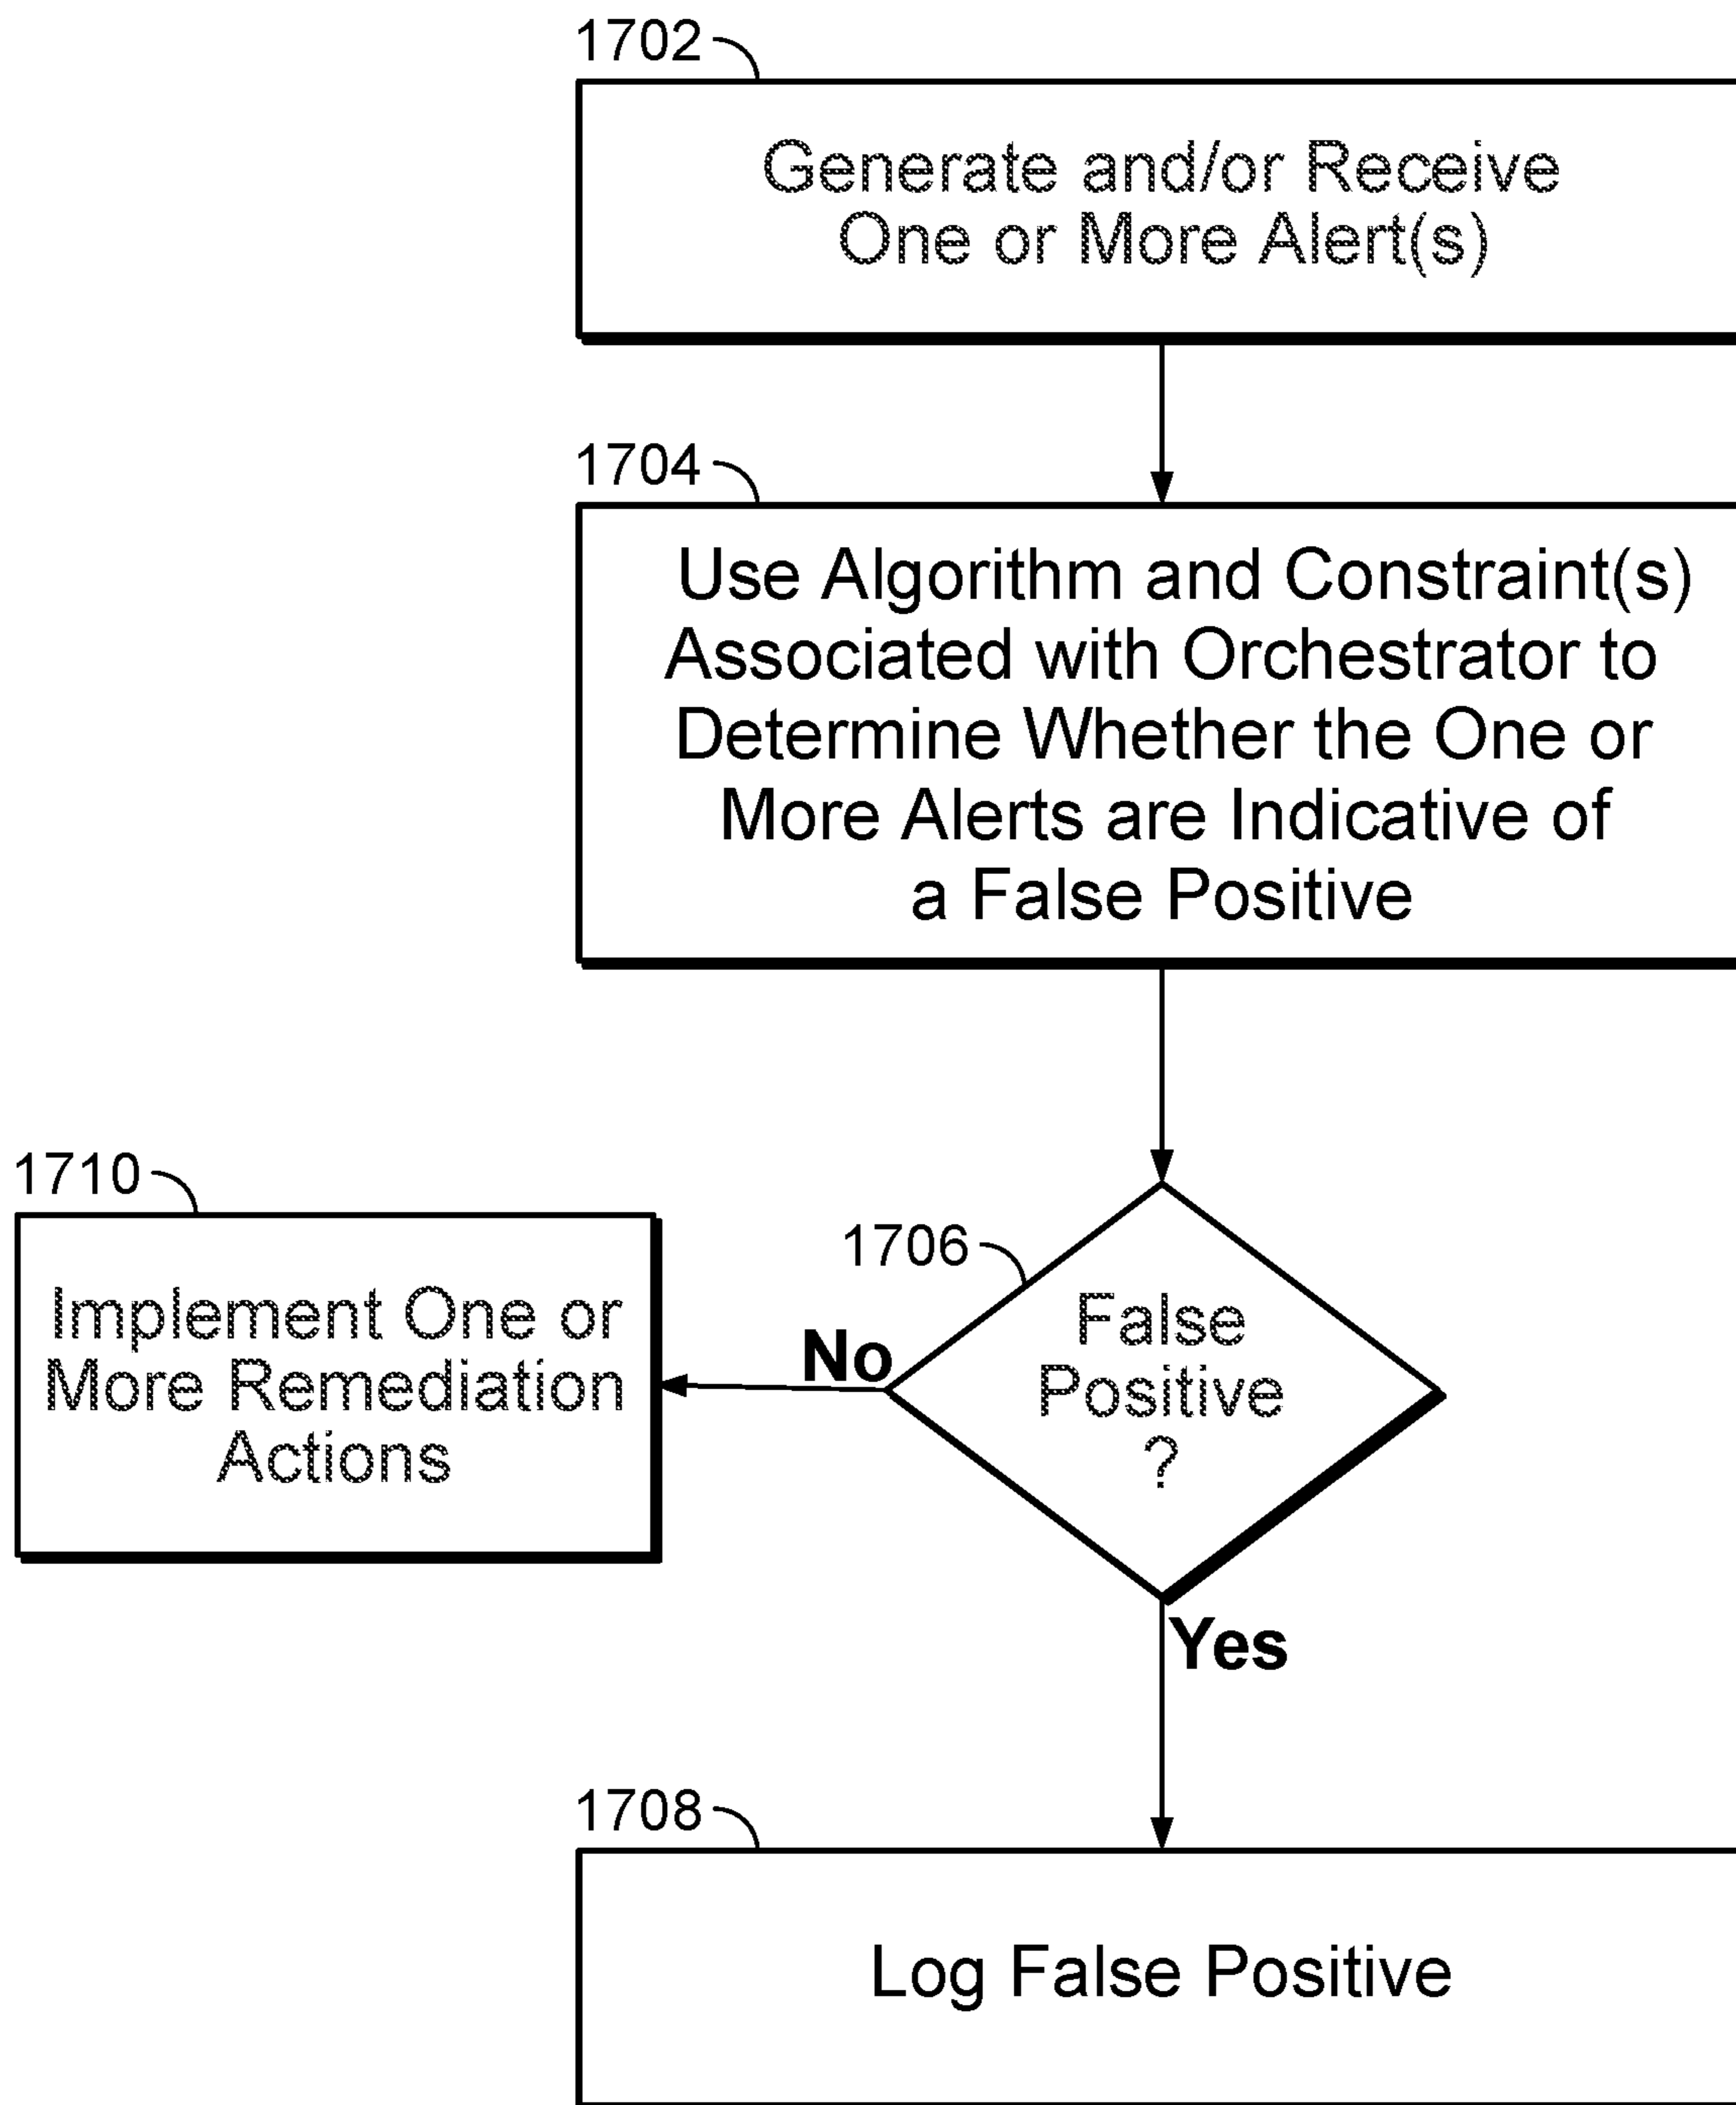 1702
Generate and/or Receive
One or More Alert(s)
1704
Use Algorithm and Constraint(s)
Associated with Orchestrator to
Determine Whether the One or
More Alerts are Indicative of
a False Positive
1710
Implement One or
More Remediation
Actions
1706
False
Positive
?
No
Yes
1708
Log False Positive